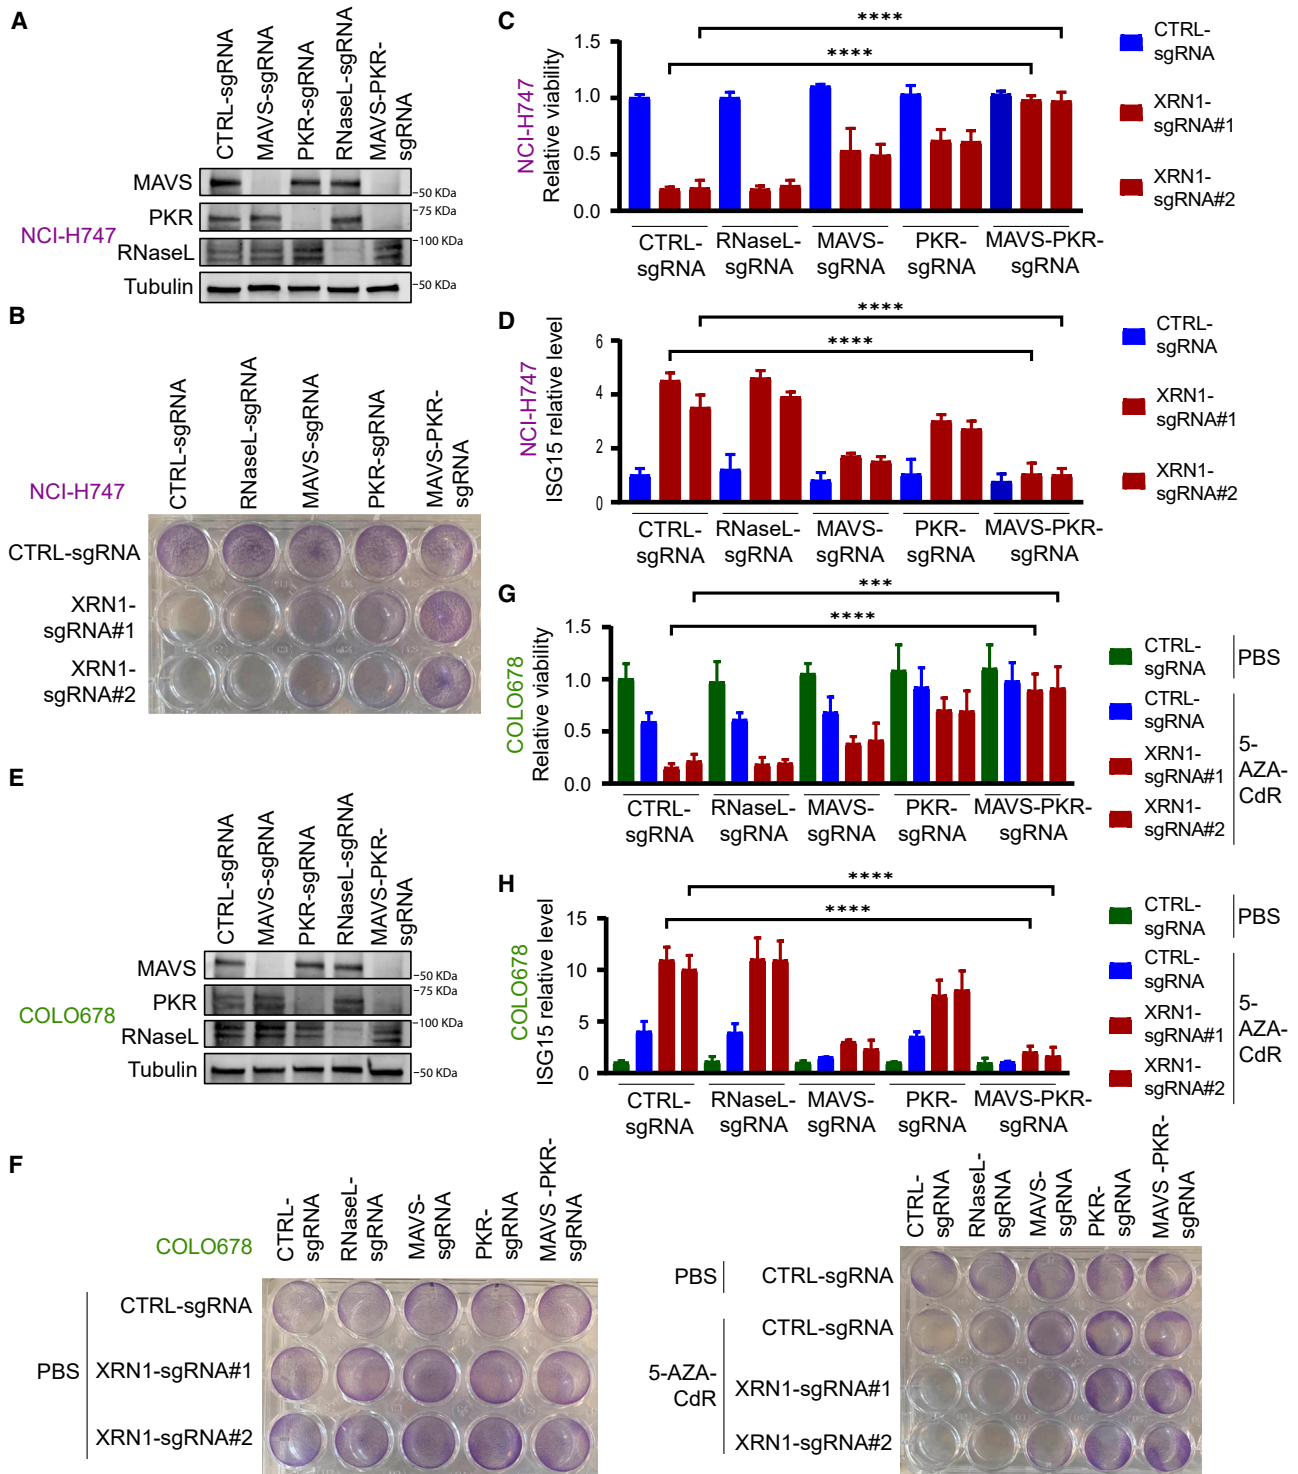 A
CTRL-sgRNA
MAVS-sgRNA
PKR-sgRNA
RNaseL-sgRNA
MAVS-PKR-
sgRNA
NCI-H747
MAVS
PKR
RNaseL
Tubulin
50 KDa
75 KDa
100 KDa
50 KDa
B
NCI-H747
CTRL-sgRNA
RNaseL-sgRNA
MAVS-sgRNA
PKR-sgRNA
MAVS-PKR-
sgRNA
CTRL-sgRNA
XRN1-
sgRNA#1
XRN1-
sgRNA#2
C
NCI-H747
Relative viability
1.5
1.0
0.5
0.0
****
****
CTRL-
sgRNA
RNaseL-
sgRNA
MAVS-
sgRNA
PKR-
sgRNA
MAVS-PKR-
sgRNA
CTRL-
sgRNA
XRN1-
sgRNA#1
XRN1-
sgRNA#2
D
NCI-H747
ISG15 relative level
6
4
2
0
****
****
CTRL-
sgRNA
RNaseL-
sgRNA
MAVS-
sgRNA
PKR-
sgRNA
MAVS-PKR-
sgRNA
CTRL-
sgRNA
XRN1-
sgRNA#1
XRN1-
sgRNA#2
E
CTRL-sgRNA
MAVS-sgRNA
PKR-sgRNA
RNaseL-sgRNA
MAVS-PKR-
sgRNA
COLO678
MAVS
PKR
RNaseL
Tubulin
50 KDa
75 KDa
100 KDa
50 KDa
G
COLO678
Relative viability
1.5
1.0
0.5
0.0
***
****
CTRL-
sgRNA
RNaseL-
sgRNA
MAVS-
sgRNA
PKR-
sgRNA
MAVS-PKR-
sgRNA
CTRL-
sgRNA
PBS
CTRL-
sgRNA
XRN1-
sgRNA#1
XRN1-
sgRNA#2
5-
AZA-
CdR
H
COLO678
ISG15 relative level
15
10
5
0
****
****
CTRL-
sgRNA
RNaseL-
sgRNA
MAVS-
sgRNA
PKR-
sgRNA
MAVS-PKR-
sgRNA
CTRL-
sgRNA
PBS
CTRL-
sgRNA
XRN1-
sgRNA#1
XRN1-
sgRNA#2
5-
AZA-
CdR
F
COLO678
CTRL-
sgRNA
RNaseL-
sgRNA
MAVS-
sgRNA
PKR-
sgRNA
MAVS -PKR-
sgRNA
PBS
CTRL-sgRNA
XRN1-sgRNA#1
XRN1-sgRNA#2
CTRL-
sgRNA
RNaseL-
sgRNA
MAVS-
sgRNA
PKR-
sgRNA
MAVS -PKR-
sgRNA
PBS
CTRL-sgRNA
5-AZA-
CdR
CTRL-sgRNA
XRN1-sgRNA#1
XRN1-sgRNA#2